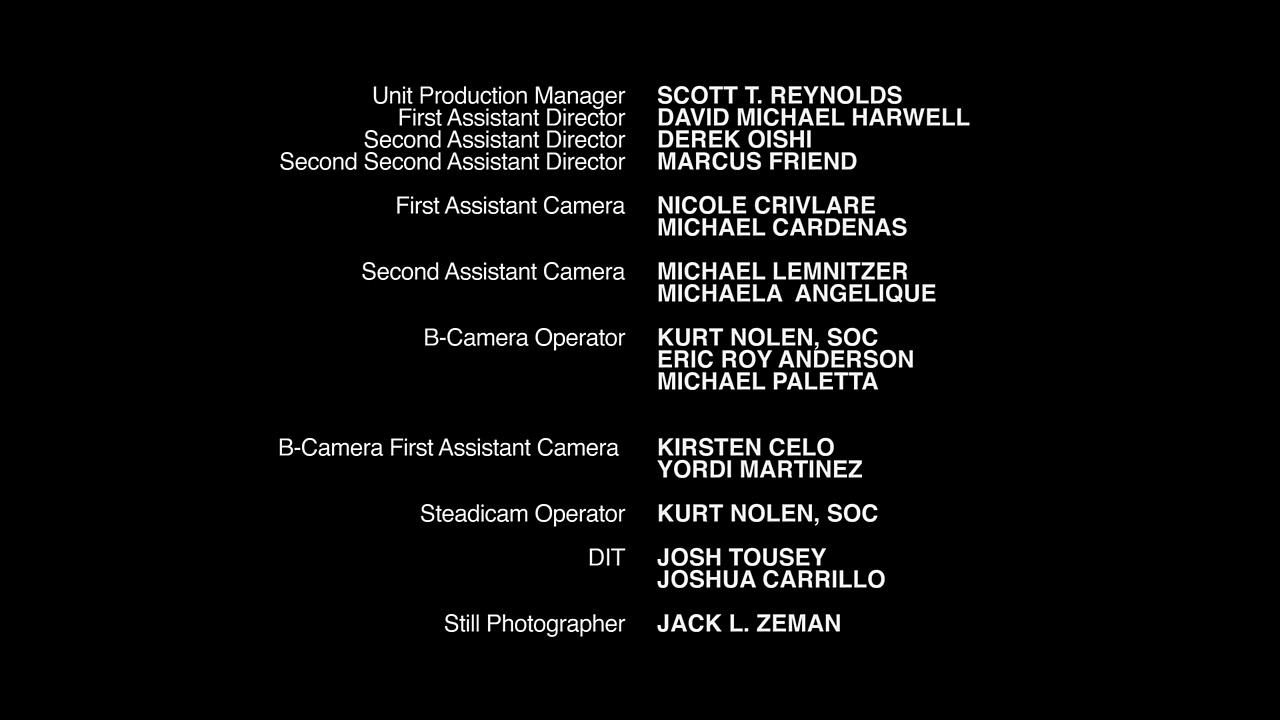 Unit Production Manager SCOTT T. REYNOLDS
First Assistant Director DAVID MICHAEL HARWELL
Second Assistant Director DEREK OISHI
Second Second Assistant Director MARCUS FRIEND
First Assistant Camera NICOLE CRIVLARE
MICHAEL CARDENAS
Second Assistant Camera MICHAEL LEMNITZER
MICHAELA  ANGELIQUE
B-Camera Operator KURT NOLEN, SOC
ERIC ROY ANDERSON
MICHAEL PALETTA
B-Camera First Assistant Camera KIRSTEN CELO
YORDI MARTINEZ
Steadicam Operator KURT NOLEN, SOC
DIT JOSH TOUSEY
JOSHUA CARRILLO
Still Photographer JACK L. ZEMAN